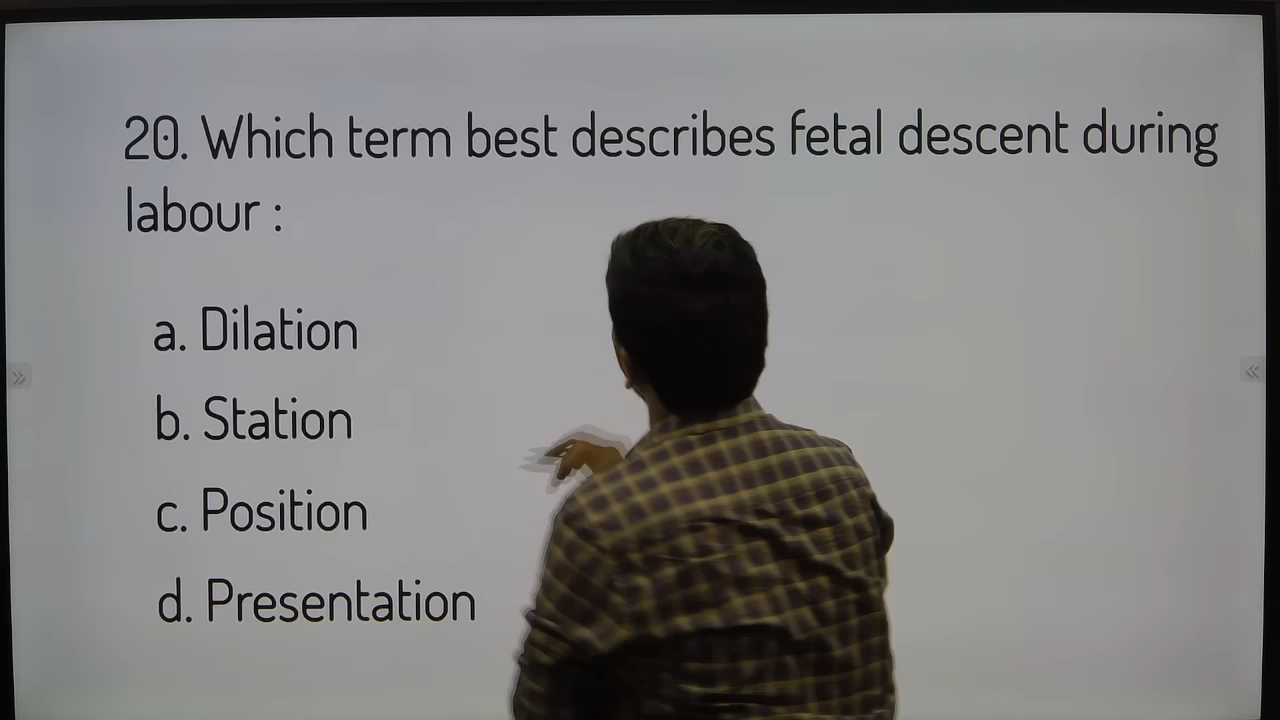 20. Which term best describes fetal descent during
labour :
a. Dilation
b. Station
c. Position
d. Presentation